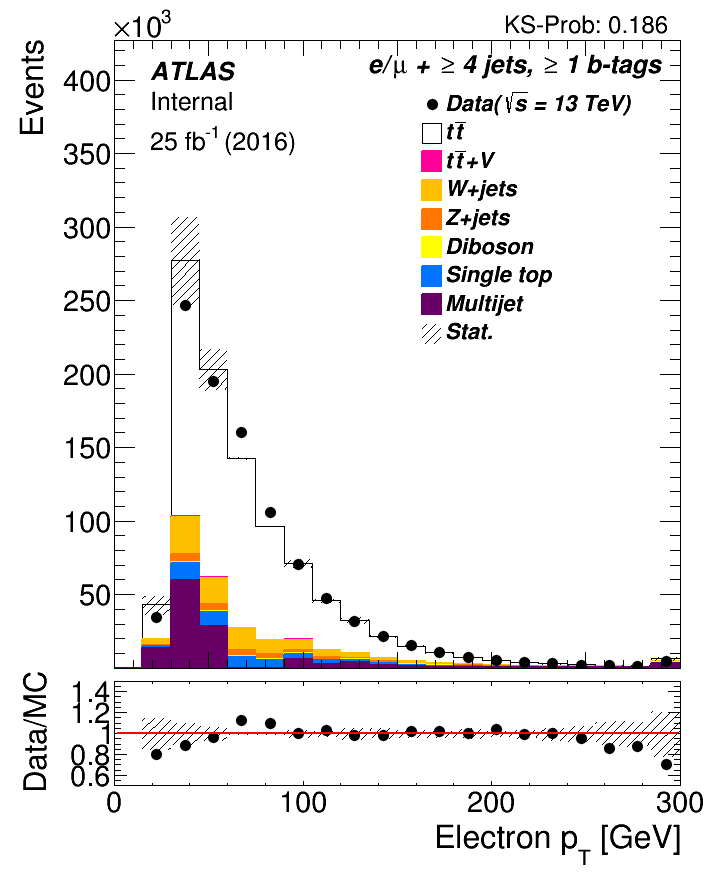 ×10³ KS-Prob: 0.186
Events
400
350
300
250
200
150
100
50
ATLAS
Internal
25 fb⁻¹ (2016)
e/μ + ≥ 4 jets, ≥ 1 b-tags
Data(√s = 13 TeV)
tt̅
tt̅+V
W+jets
Z+jets
Diboson
Single top
Multijet
Stat.
Data/MC
1.4
1.2
1
0.8
0.6
0 100 200 300
Electron p_T [GeV]